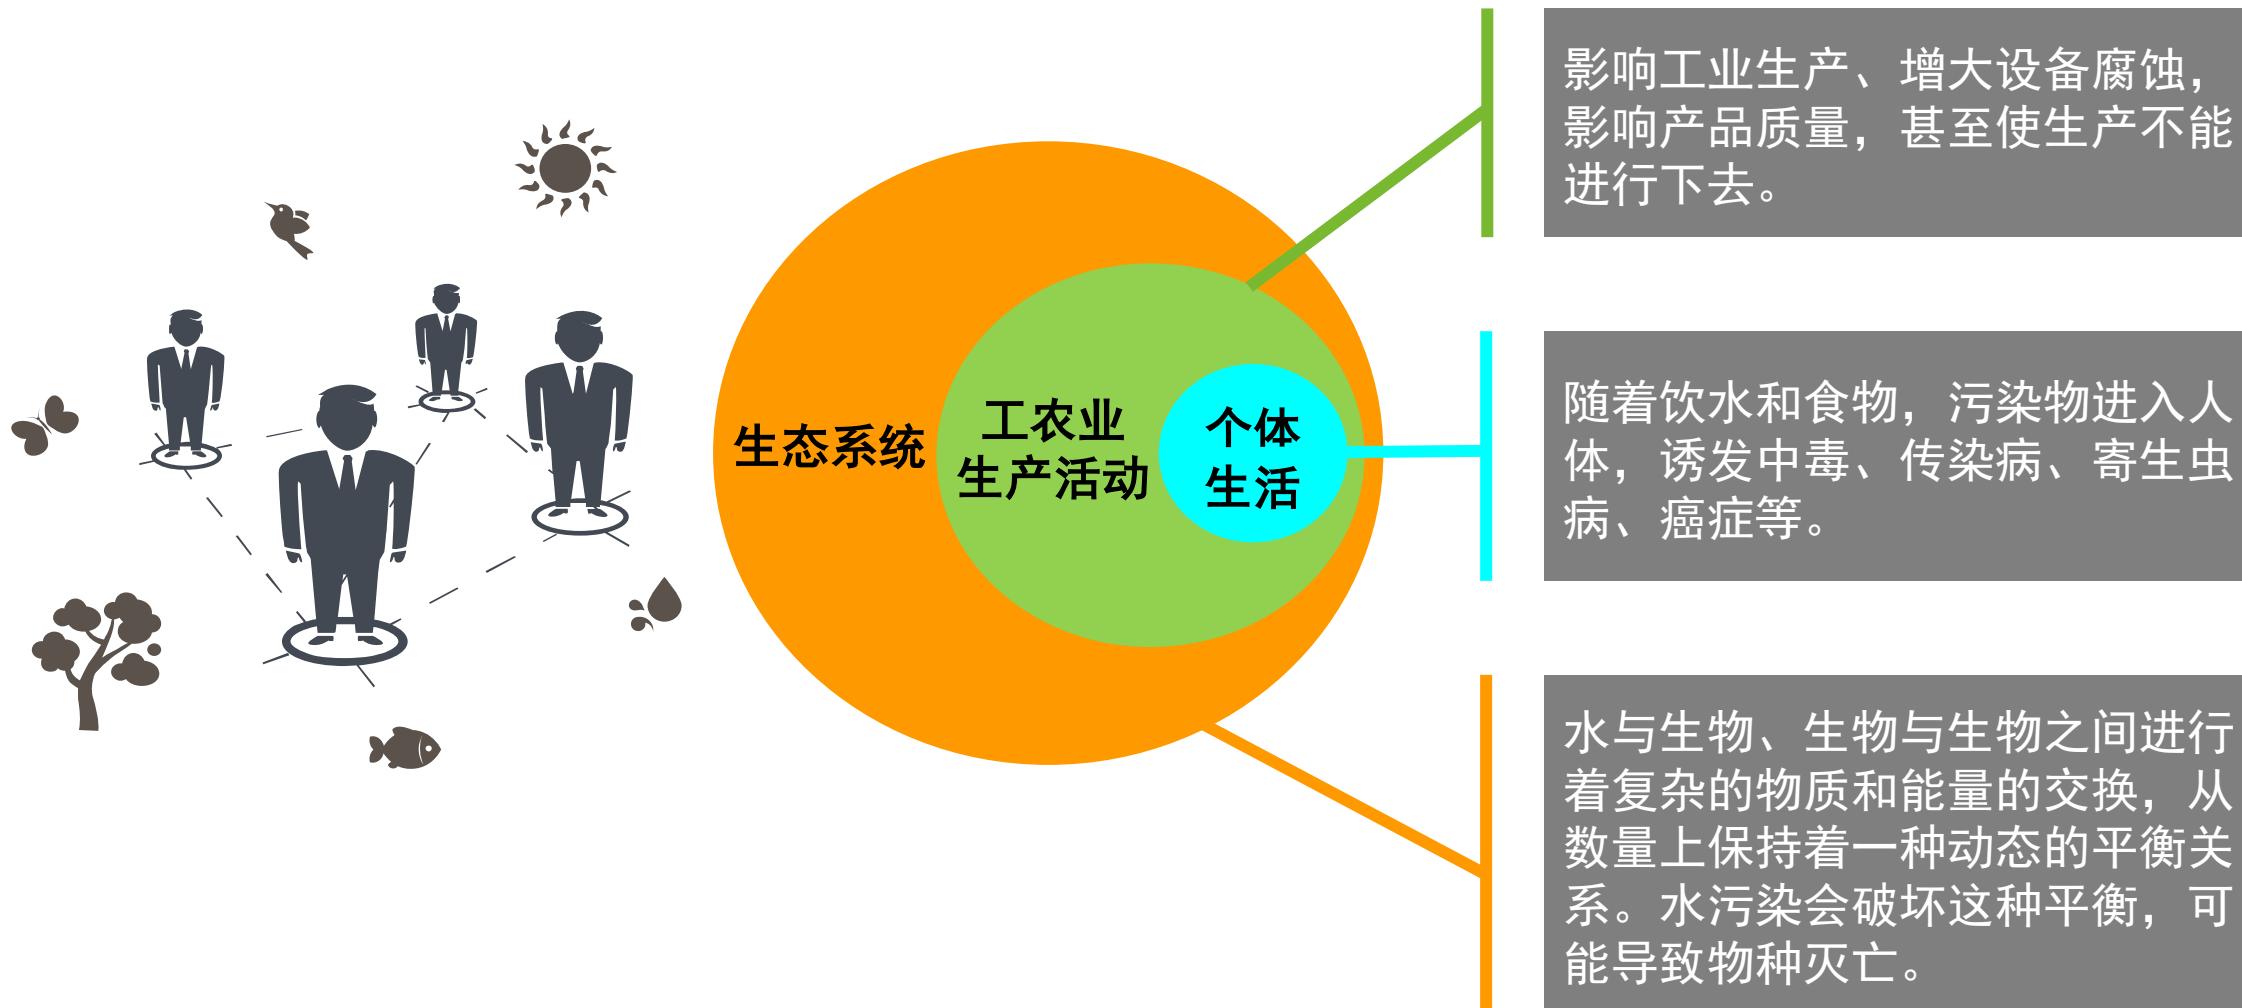 生态系统
工农业
生产活动
个体
生活
影响工业生产、增大设备腐蚀，
影响产品质量，甚至使生产不能
进行下去。
随着饮水和食物，污染物进入人
体，诱发中毒、传染病、寄生虫
病、癌症等。
水与生物、生物与生物之间进行
着复杂的物质和能量的交换，从
数量上保持着一种动态的平衡关
系。水污染会破坏这种平衡，可
能导致物种灭亡。